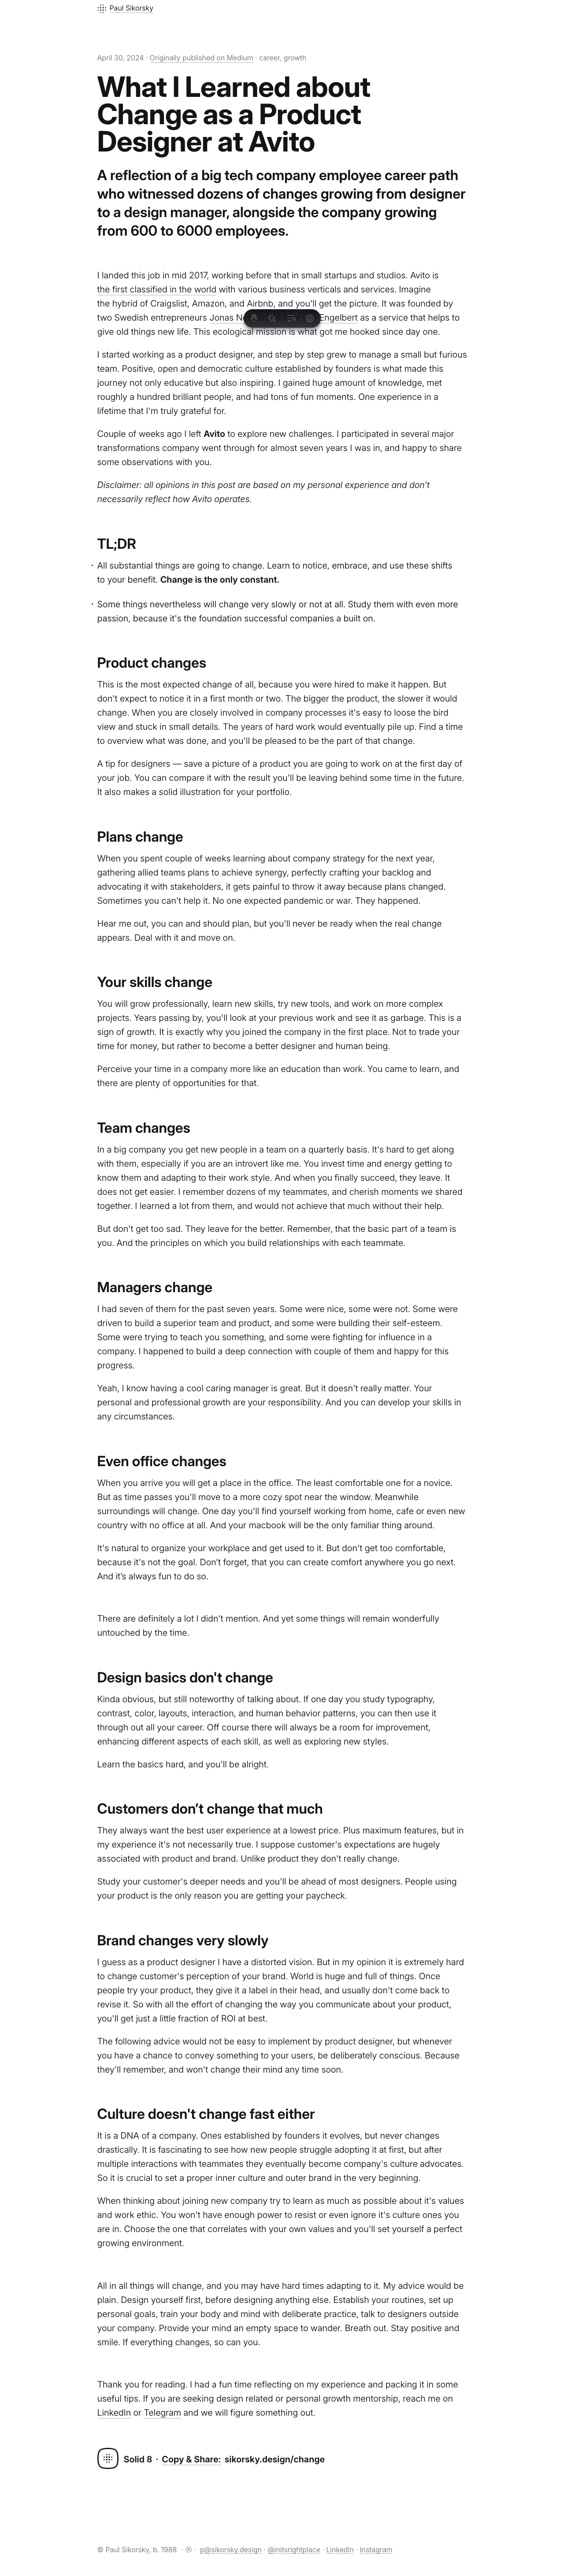 Paul Sikorsky
April 30, 2024 · Originally published on Medium · career, growth
What I Learned about
Change as a Product
Designer at Avito
A reflection of a big tech company employee career path
who witnessed dozens of changes growing from designer
to a design manager, alongside the company growing
from 600 to 6000 employees.
I landed this job in mid 2017, working before that in small startups and studios. Avito is
the first classified in the world with various business verticals and services. Imagine
the hybrid of Craigslist, Amazon, and Airbnb, and you'll get the picture. It was founded by
two Swedish entrepreneurs Jonas Engelbert as a service that helps to
give old things new life. This ecological mission is what got me hooked since day one.
I started working as a product designer, and step by step grew to manage a small but furious
team. Positive, open and democratic culture established by founders is what made this
journey not only educative but also inspiring. I gained huge amount of knowledge, met
roughly a hundred brilliant people, and had tons of fun moments. One experience in a
lifetime that I'm truly grateful for.
Couple of weeks ago I left Avito to explore new challenges. I participated in several major
transformations company went through for almost seven years I was in, and happy to share
some observations with you.
Disclaimer: all opinions in this post are based on my personal experience and don't
necessarily reflect how Avito operates.
TL;DR
· All substantial things are going to change. Learn to notice, embrace, and use these shifts
to your benefit. Change is the only constant.
· Some things nevertheless will change very slowly or not at all. Study them with even more
passion, because it's the foundation successful companies a built on.
Product changes
This is the most expected change of all, because you were hired to make it happen. But
don't expect to notice it in a first month or two. The bigger the product, the slower it would
change. When you are closely involved in company processes it's easy to loose the bird
view and stuck in small details. The years of hard work would eventually pile up. Find a time
to overview what was done, and you'll be pleased to be the part of that change.
A tip for designers — save a picture of a product you are going to work on at the first day of
your job. You can compare it with the result you'll be leaving behind some time in the future.
It also makes a solid illustration for your portfolio.
Plans change
When you spent couple of weeks learning about company strategy for the next year,
gathering allied teams plans to achieve synergy, perfectly crafting your backlog and
advocating it with stakeholders, it gets painful to throw it away because plans changed.
Sometimes you can't help it. No one expected pandemic or war. They happened.
Hear me out, you can and should plan, but you'll never be ready when the real change
appears. Deal with it and move on.
Your skills change
You will grow professionally, learn new skills, try new tools, and work on more complex
projects. Years passing by, you'll look at your previous work and see it as garbage. This is a
sign of growth. It is exactly why you joined the company in the first place. Not to trade your
time for money, but rather to become a better designer and human being.
Perceive your time in a company more like an education than work. You came to learn, and
there are plenty of opportunities for that.
Team changes
In a big company you get new people in a team on a quarterly basis. It's hard to get along
with them, especially if you are an introvert like me. You invest time and energy getting to
know them and adapting to their work style. And when you finally succeed, they leave. It
does not get easier. I remember dozens of my teammates, and cherish moments we shared
together. I learned a lot from them, and would not achieve that much without their help.
But don't get too sad. They leave for the better. Remember, that the basic part of a team is
you. And the principles on which you build relationships with each teammate.
Managers change
I had seven of them for the past seven years. Some were nice, some were not. Some were
driven to build a superior team and product, and some were building their self-esteem.
Some were trying to teach you something, and some were fighting for influence in a
company. I happened to build a deep connection with couple of them and happy for this
progress.
Yeah, I know having a cool caring manager is great. But it doesn't really matter. Your
personal and professional growth are your responsibility. And you can develop your skills in
any circumstances.
Even office changes
When you arrive you will get a place in the office. The least comfortable one for a novice.
But as time passes you'll move to a more cozy spot near the window. Meanwhile
surroundings will change. One day you'll find yourself working from home, cafe or even new
country with no office at all. And your macbook will be the only familiar thing around.
It's natural to organize your workplace and get used to it. But don't get too comfortable,
because it's not the goal. Don't forget, that you can create comfort anywhere you go next.
And it's always fun to do so.
There are definitely a lot I didn't mention. And yet some things will remain wonderfully
untouched by the time.
Design basics don't change
Kinda obvious, but still noteworthy of talking about. If one day you study typography,
contrast, color, layouts, interaction, and human behavior patterns, you can then use it
through out all your career. Off course there will always be a room for improvement,
enhancing different aspects of each skill, as well as exploring new styles.
Learn the basics hard, and you'll be alright.
Customers don't change that much
They always want the best user experience at a lowest price. Plus maximum features, but in
my experience it's not necessarily true. I suppose customer's expectations are hugely
associated with product and brand. Unlike product they don't really change.
Study your customer's deeper needs and you'll be ahead of most designers. People using
your product is the only reason you are getting your paycheck.
Brand changes very slowly
I guess as a product designer I have a distorted vision. But in my opinion it is extremely hard
to change customer's perception of your brand. World is huge and full of things. Once
people try your product, they give it a label in their head, and usually don't come back to
revise it. So with all the effort of changing the way you communicate about your product,
you'll get just a little fraction of ROI at best.
The following advice would not be easy to implement by product designer, but whenever
you have a chance to convey something to your users, be deliberately conscious. Because
they'll remember, and won't change their mind any time soon.
Culture doesn't change fast either
It is a DNA of a company. Ones established by founders it evolves, but never changes
drastically. It is fascinating to see how new people struggle adopting it at first, but after
multiple interactions with teammates they eventually become company's culture advocates.
So it is crucial to set a proper inner culture and outer brand in the very beginning.
When thinking about joining new company try to learn as much as possible about it's values
and work ethic. You won't have enough power to resist or even ignore it's culture ones you
are in. Choose the one that correlates with your own values and you'll set yourself a perfect
growing environment.
All in all things will change, and you may have hard times adapting to it. My advice would be
plain. Design yourself first, before designing anything else. Establish your routines, set up
personal goals, train your body and mind with deliberate practice, talk to designers outside
your company. Provide your mind an empty space to wander. Breath out. Stay positive and
smile. If everything changes, so can you.
Thank you for reading. I had a fun time reflecting on my experience and packing it in some
useful tips. If you are seeking design related or personal growth mentorship, reach me on
LinkedIn or Telegram and we will figure something out.
Solid 8 · Copy & Share: sikorsky.design/change
© Paul Sikorsky, b. 1988 · p@sikorsky.design · @initsrightplace · LinkedIn · Instagram